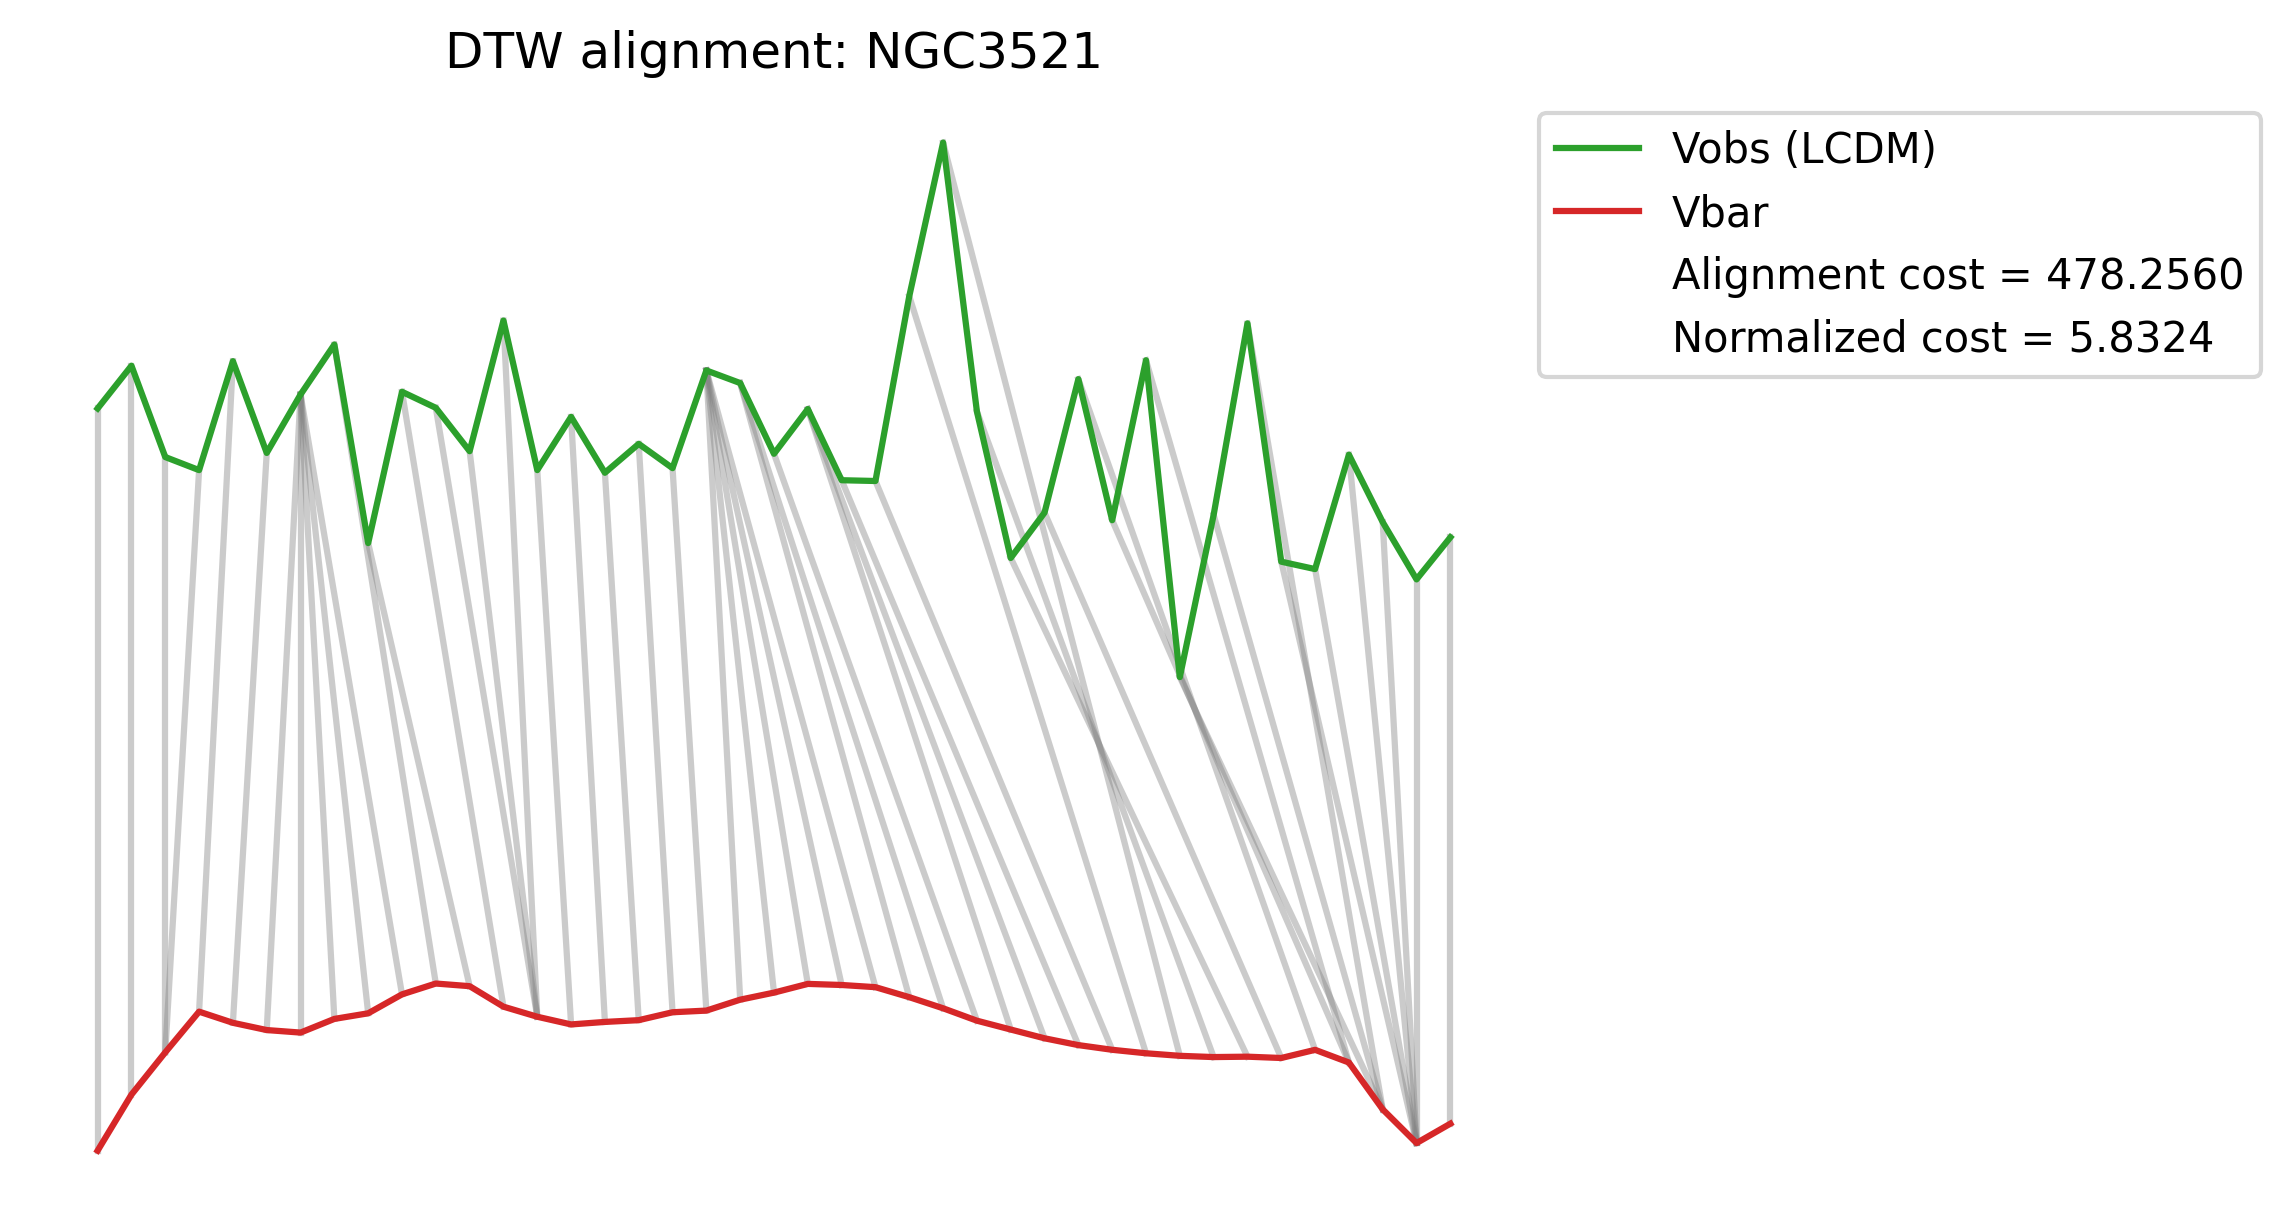 DTW alignment: NGC3521
Vobs (LCDM)
Vbar
Alignment cost = 478.2560
Normalized cost = 5.8324